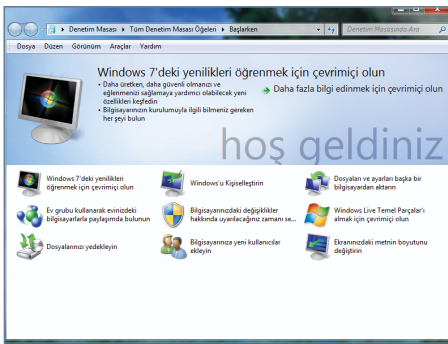 Denetim Masası ▸ Tüm Denetim Masası Öğeleri ▸ Başlarken
Denetim Masasında Ara
Dosya Düzen Görünüm Araçlar Yardım
Windows 7'deki yenilikleri öğrenmek için çevrimiçi olun
• Daha üretken, daha güvenli olmanızı ve
eğlenmenizi sağlamaya yardımcı olabilecek yeni
özellikleri keşfedin
• Bilgisayarınızın kurulumuyla ilgili bilmeniz gereken
her şeyi bulun
Daha fazla bilgi edinmek için çevrimiçi olun
hoş geldiniz
Windows 7'deki yenilikleri
öğrenmek için çevrimiçi olun
Windows'u Kişiselleştirin
Dosyaları ve ayarları başka bir
bilgisayardan aktarın
Ev grubu kullanarak evinizdeki
bilgisayarlarla paylaşımda bulunun
Bilgisayarınızdaki değişiklikler
hakkında uyarılacağınız zamanı se...
Windows Live Temel Parçalar'ı
almak için çevrimiçi olun
Dosyalarınızı yedekleyin
Bilgisayarınıza yeni kullanıcılar
ekleyin
Ekranınızdaki metnin boyutunu
değiştirin